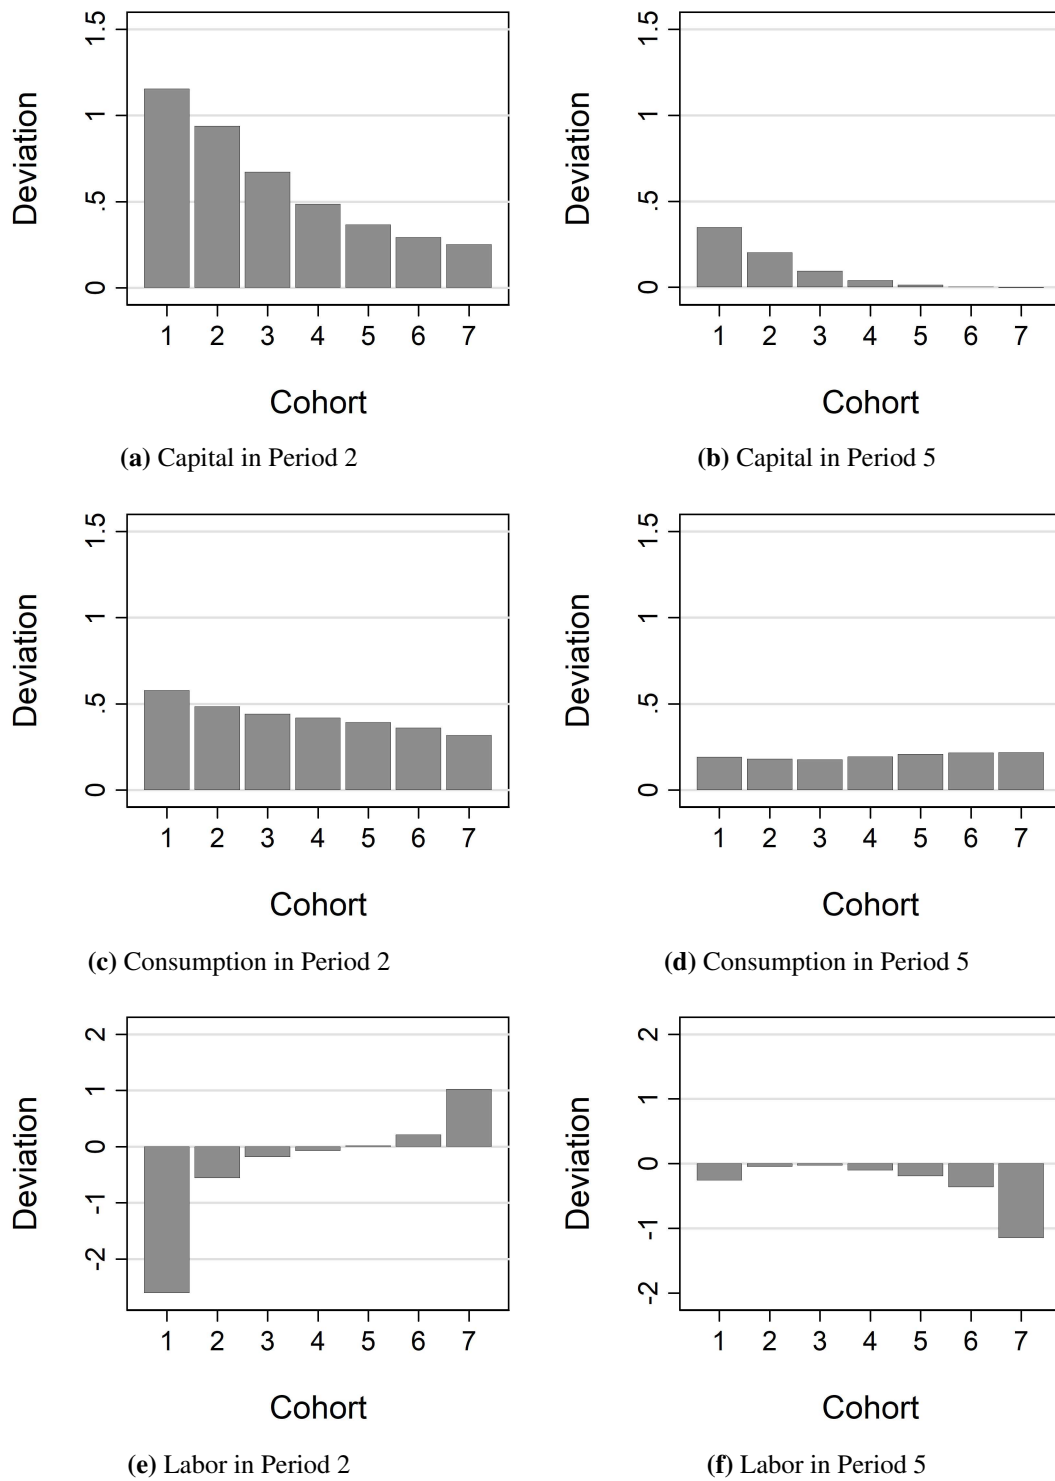 Deviation
1.5
1
.5
0
1 2 3 4 5 6 7
Cohort
(a) Capital in Period 2
Deviation
1.5
1
.5
0
1 2 3 4 5 6 7
Cohort
(b) Capital in Period 5
Deviation
1.5
1
.5
0
1 2 3 4 5 6 7
Cohort
(c) Consumption in Period 2
Deviation
1.5
1
.5
0
1 2 3 4 5 6 7
Cohort
(d) Consumption in Period 5
Deviation
2
1
0
-1
-2
1 2 3 4 5 6 7
Cohort
(e) Labor in Period 2
Deviation
2
1
0
-1
-2
1 2 3 4 5 6 7
Cohort
(f) Labor in Period 5